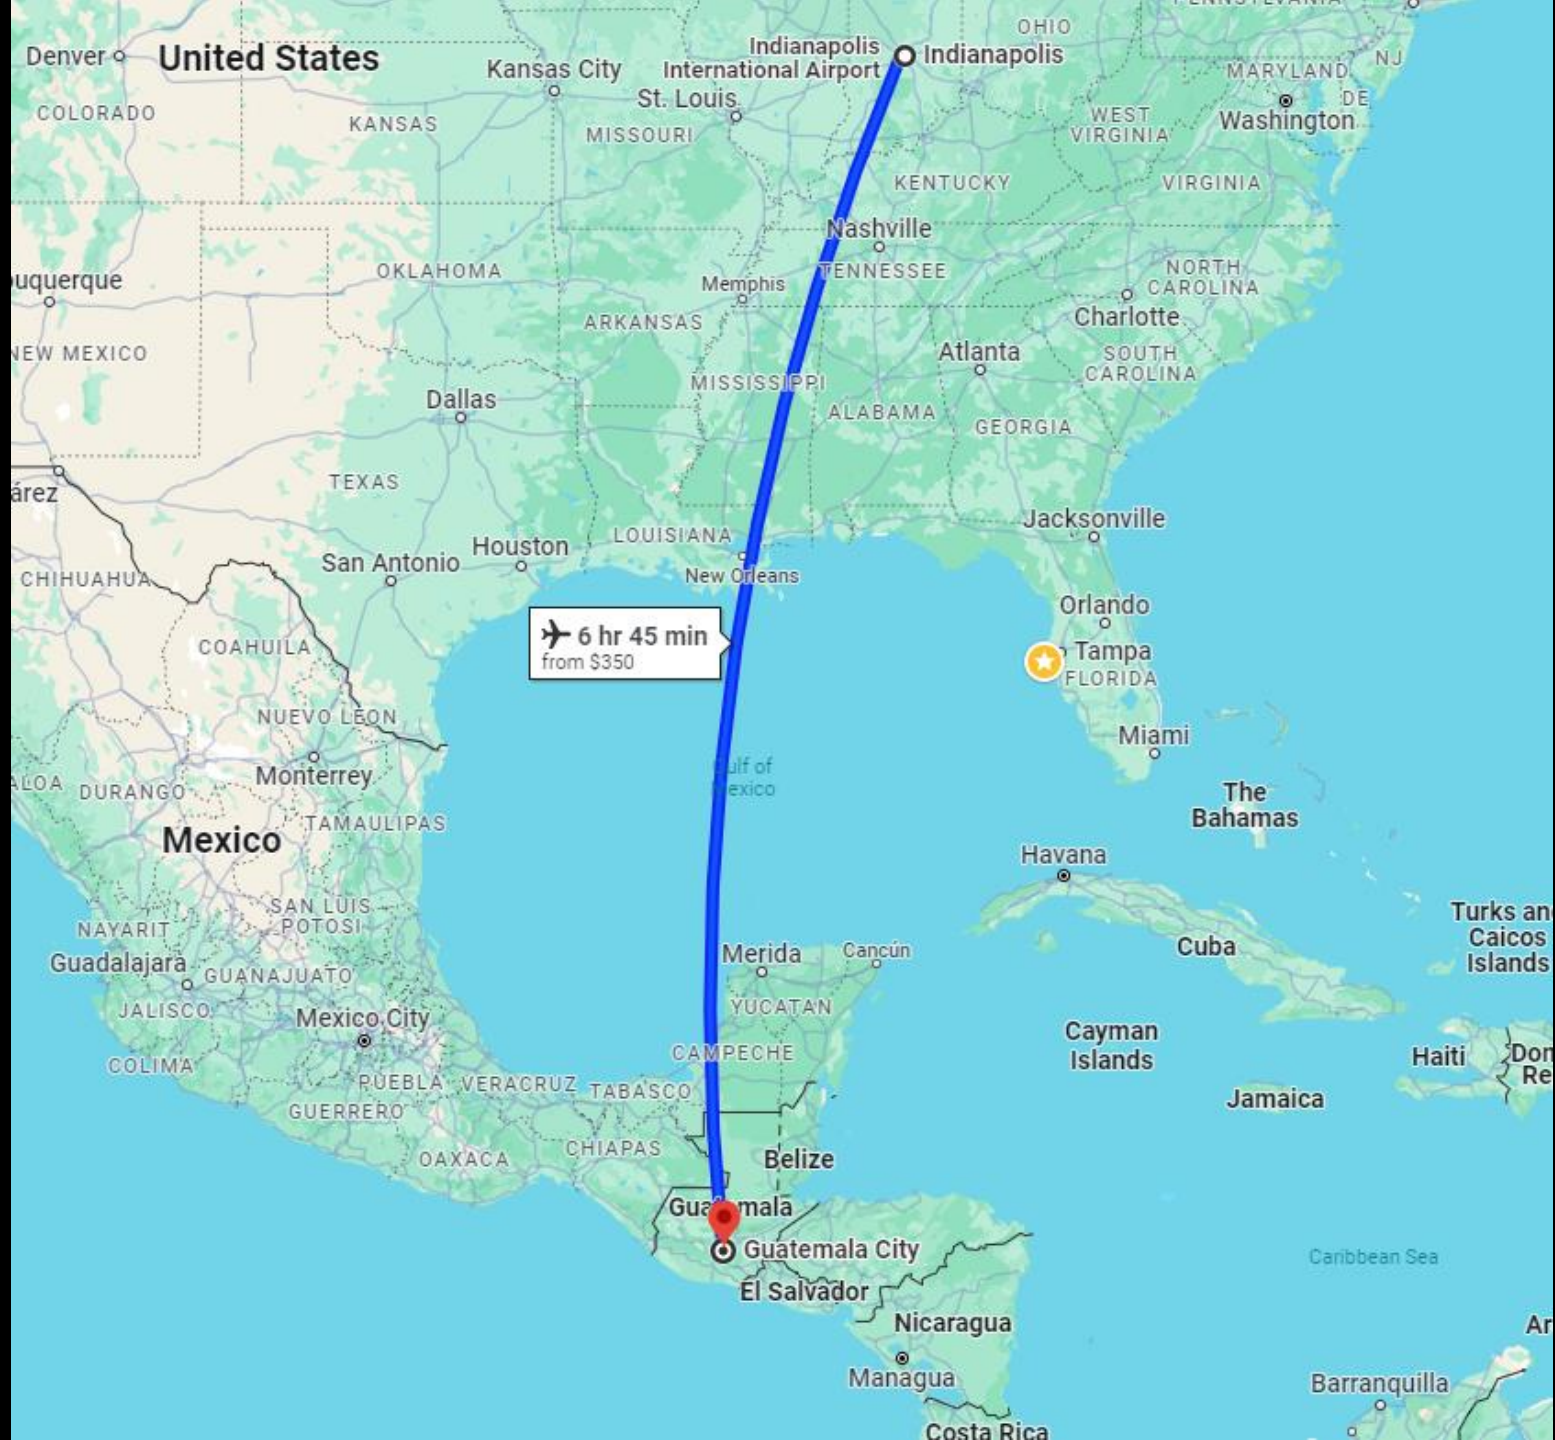 PENNSYLVANIA
OHIO
Indianapolis
International Airport
Indianapolis
Denver
United States
Kansas City
St. Louis
MARYLAND
NJ
DE
Washington
COLORADO
KANSAS
MISSOURI
WEST
VIRGINIA
KENTUCKY
VIRGINIA
Nashville
TENNESSEE
OKLAHOMA
Memphis
NORTH
CAROLINA
uquerque
ARKANSAS
Charlotte
NEW MEXICO
Atlanta
SOUTH
CAROLINA
MISSISSIPPI
Dallas
ALABAMA
GEORGIA
TEXAS
árez
Jacksonville
LOUISIANA
Houston
San Antonio
New Orleans
CHIHUAHUA
Orlando
6 hr 45 min
from $350
COAHUILA
Tampa
FLORIDA
NUEVO LEON
Miami
Monterrey
Gulf of
Mexico
ALOA
DURANGO
The
Bahamas
TAMAULIPAS
Mexico
Havana
SAN LUIS
POTOSI
NAYARIT
Turks an
Caicos
Islands
Guadalajara
GUANAJUATO
Merida
Cancún
Cuba
JALISCO
Mexico City
YUCATAN
Cayman
Islands
COLIMA
CAMPECHE
Haiti
Dom
Re
PUEBLA
VERACRUZ
TABASCO
GUERRERO
Jamaica
CHIAPAS
OAXACA
Belize
Guatemala
Guatemala City
Caribbean Sea
El Salvador
Nicaragua
Ar
Managua
Barranquilla
Costa Rica